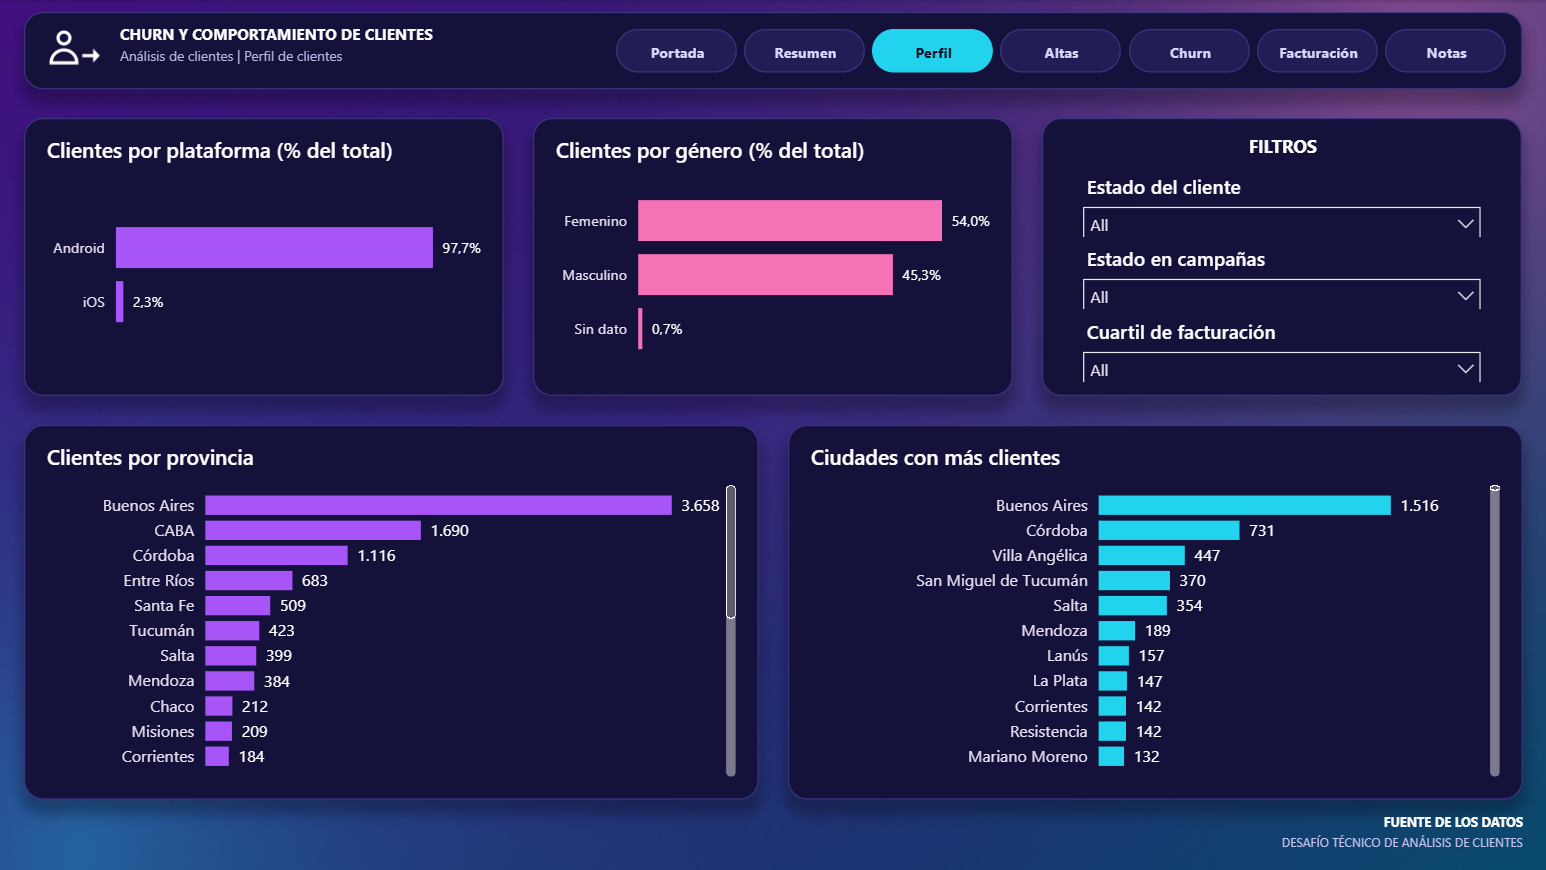 CHURN Y COMPORTAMIENTO DE CLIENTES
Análisis de clientes | Perfil de clientes
Portada
Resumen
Perfil
Altas
Churn
Facturación
Notas
Clientes por plataforma (% del total)
Android 97,7%
iOS 2,3%
Clientes por género (% del total)
Femenino 54,0%
Masculino 45,3%
Sin dato 0,7%
FILTROS
Estado del cliente
All
Estado en campañas
All
Cuartil de facturación
All
Clientes por provincia
Buenos Aires 3.658
CABA 1.690
Córdoba 1.116
Entre Ríos 683
Santa Fe 509
Tucumán 423
Salta 399
Mendoza 384
Chaco 212
Misiones 209
Corrientes 184
Ciudades con más clientes
Buenos Aires 1.516
Córdoba 731
Villa Angélica 447
San Miguel de Tucumán 370
Salta 354
Mendoza 189
Lanús 157
La Plata 147
Corrientes 142
Resistencia 142
Mariano Moreno 132
FUENTE DE LOS DATOS
DESAFÍO TÉCNICO DE ANÁLISIS DE CLIENTES